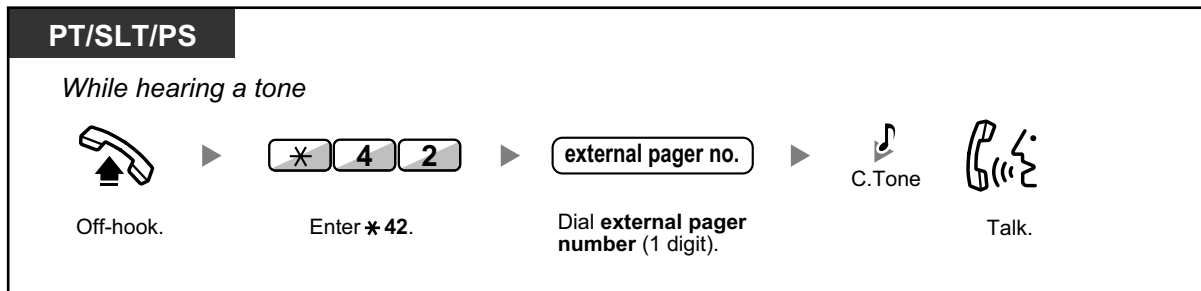 PT/SLT/PS
While hearing a tone
* 4 2
external pager no.
C.Tone
Off-hook.
Enter * 42.
Dial external pager
number (1 digit).
Talk.